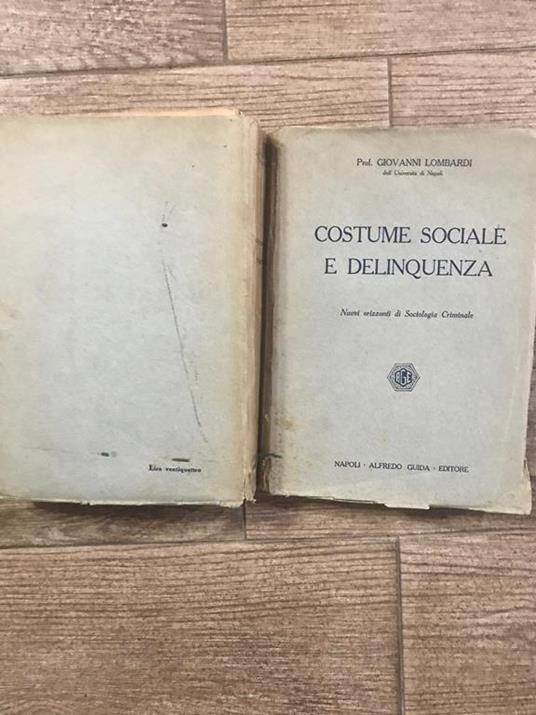 Lire ventiquattro
Prof. GIOVANNI LOMBARDI
dell'Università di Napoli
COSTUME SOCIALE
E DELINQUENZA
Nuovi orizzonti di Sociologia Criminale
NAPOLI - ALFREDO GUIDA - EDITORE